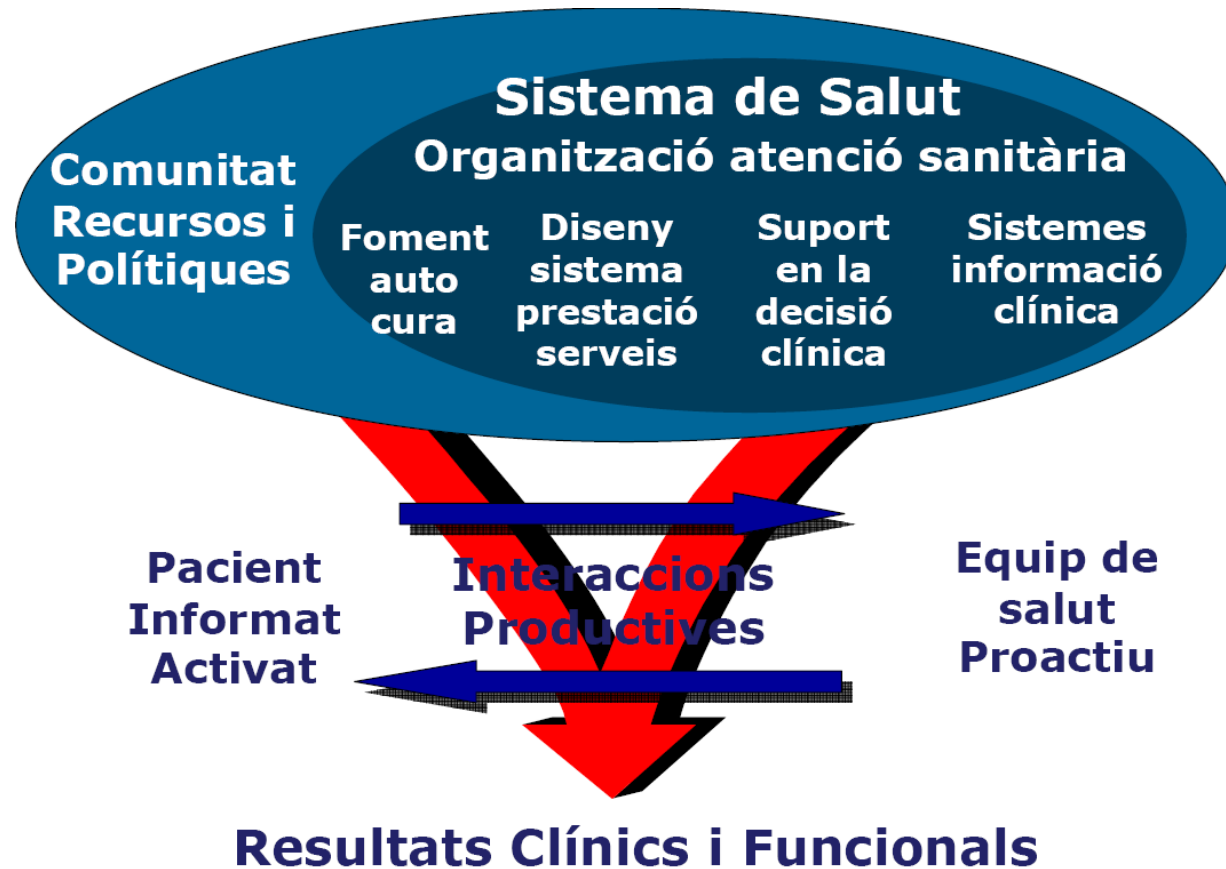 Sistema de Salut
Organització atenció sanitària
Comunitat
Recursos i
Polítiques
Foment
auto
cura
Diseny
sistema
prestació
serveis
Suport
en la
decisió
clínica
Sistemes
informació
clínica
Pacient
Informat
Activat
Interaccions
Productives
Equip de
salut
Proactiu
Resultats Clínics i Funcionals